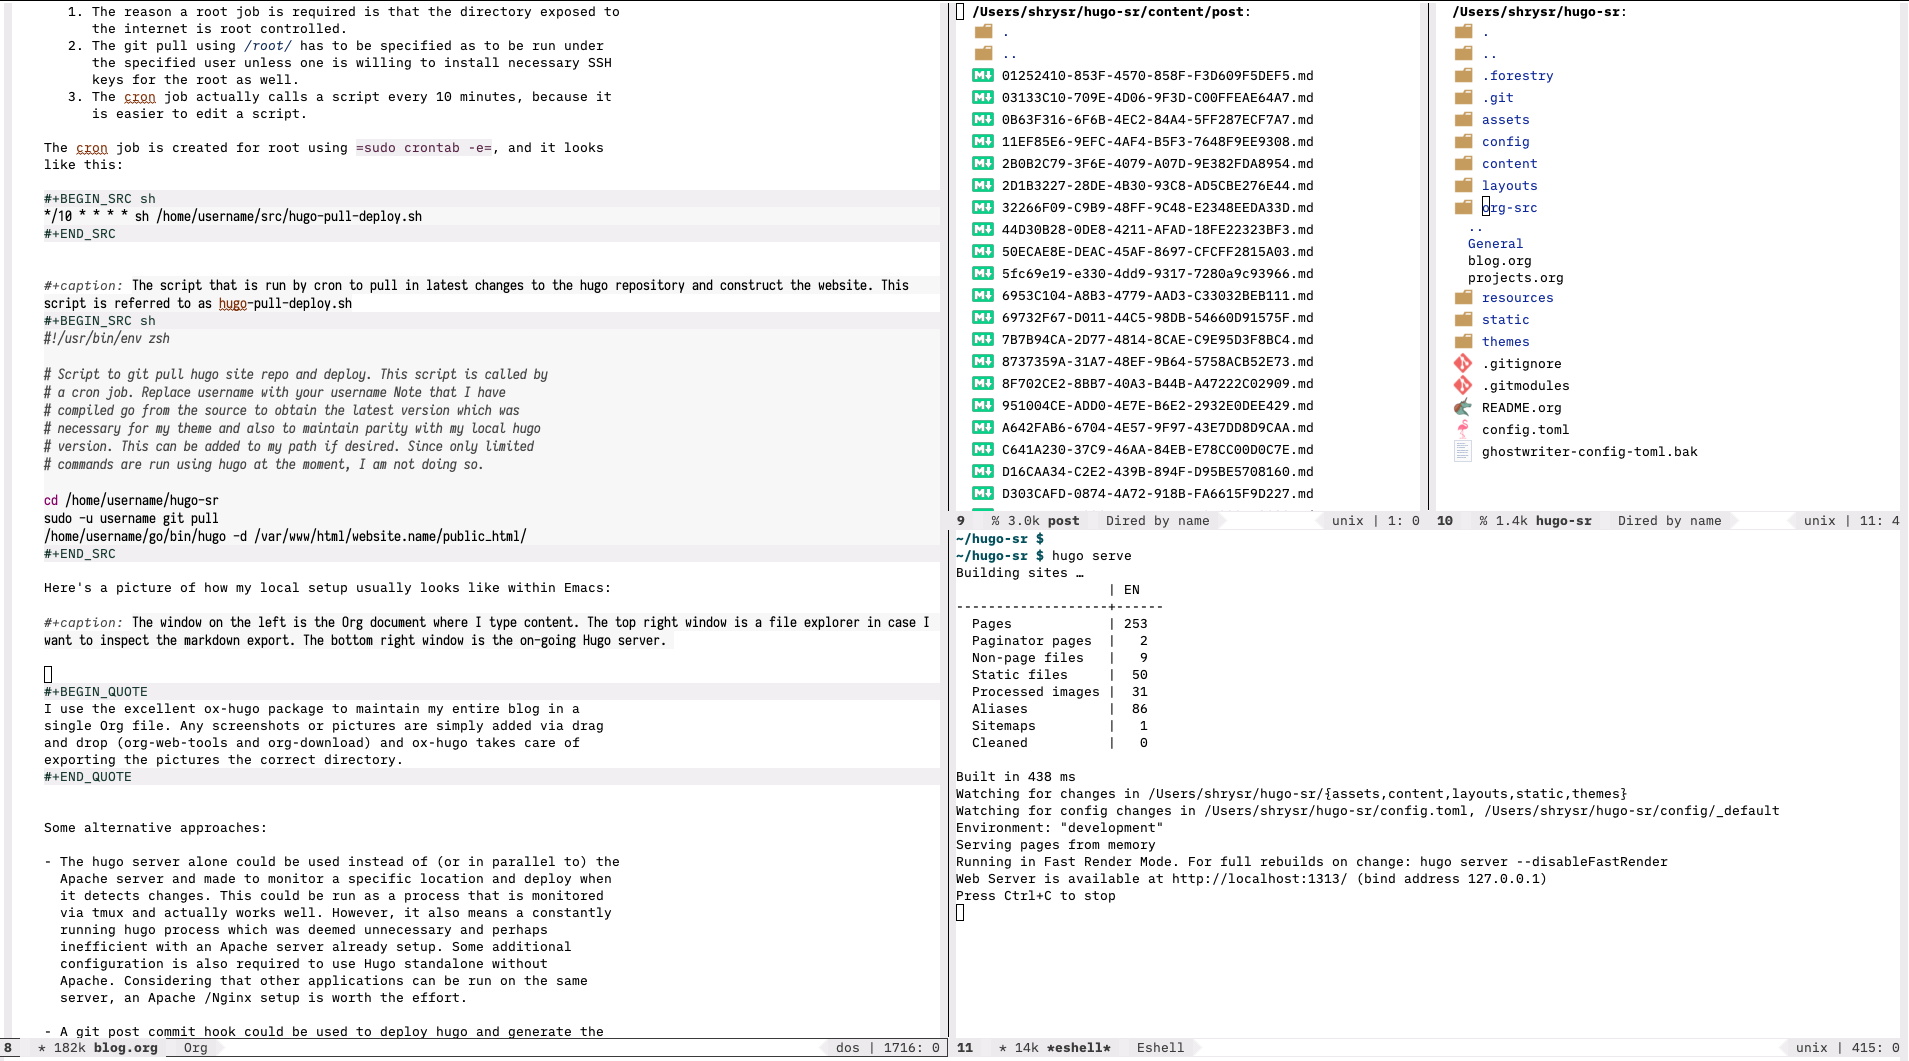 1. The reason a root job is required is that the directory exposed to
the internet is root controlled.
2. The git pull using /root/ has to be specified as to be run under
the specified user unless one is willing to install necessary SSH
keys for the root as well.
3. The cron job actually calls a script every 10 minutes, because it
is easier to edit a script.
The cron job is created for root using =sudo crontab -e=, and it looks
like this:
#+BEGIN_SRC sh
*/10 * * * * sh /home/username/src/hugo-pull-deploy.sh
#+END_SRC
#+caption: The script that is run by cron to pull in latest changes to the hugo repository and construct the website. This
script is referred to as hugo-pull-deploy.sh
#+BEGIN_SRC sh
#!/usr/bin/env zsh
# Script to git pull hugo site repo and deploy. This script is called by
# a cron job. Replace username with your username Note that I have
# compiled go from the source to obtain the latest version which was
# necessary for my theme and also to maintain parity with my local hugo
# version. This can be added to my path if desired. Since only limited
# commands are run using hugo at the moment, I am not doing so.
cd /home/username/hugo-sr
sudo -u username git pull
/home/username/go/bin/hugo -d /var/www/html/website.name/public_html/
#+END_SRC
Here's a picture of how my local setup usually looks like within Emacs:
#+caption: The window on the left is the Org document where I type content. The top right window is a file explorer in case I
want to inspect the markdown export. The bottom right window is the on-going Hugo server.
#+BEGIN_QUOTE
I use the excellent ox-hugo package to maintain my entire blog in a
single Org file. Any screenshots or pictures are simply added via drag
and drop (org-web-tools and org-download) and ox-hugo takes care of
exporting the pictures the correct directory.
#+END_QUOTE
Some alternative approaches:
- The hugo server alone could be used instead of (or in parallel to) the
Apache server and made to monitor a specific location and deploy when
it detects changes. This could be run as a process that is monitored
via tmux and actually works well. However, it also means a constantly
running hugo process which was deemed unnecessary and perhaps
inefficient with an Apache server already setup. Some additional
configuration is also required to use Hugo standalone without
Apache. Considering that other applications can be run on the same
server, an Apache /Nginx setup is worth the effort.
- A git post commit hook could be used to deploy hugo and generate the
8 * 182k blog.org Org dos | 1716: 0
/Users/shrysr/hugo-sr/content/post:
.
..
01252410-853F-4570-858F-F3D609F5DEF5.md
03133C10-709E-4D06-9F3D-C00FFEAE64A7.md
0B63F316-6F6B-4EC2-84A4-5FF287ECF7A7.md
11EF85E6-9EFC-4AF4-B5F3-7648F9EE9308.md
2B0B2C79-3F6E-4079-A07D-9E382FDA8954.md
2D1B3227-28DE-4B30-93C8-AD5CBE276E44.md
32266F09-C9B9-48FF-9C48-E2348EEDA33D.md
44D30B28-0DE8-4211-AFAD-18FE22323BF3.md
50ECAE8E-DEAC-45AF-8697-CFCFF2815A03.md
5fc69e19-e330-4dd9-9317-7280a9c93966.md
6953C104-A8B3-4779-AAD3-C33032BEB111.md
69732F67-D011-44C5-98DB-54660D91575F.md
7B7B94CA-2D77-4814-8CAE-C9E95D3F8BC4.md
8737359A-31A7-48EF-9B64-5758ACB52E73.md
8F702CE2-8BB7-40A3-B44B-A47222C02909.md
951004CE-ADD0-4E7E-B6E2-2932E0DEE429.md
A642FAB6-6704-4E57-9F97-43E7DD8D9CAA.md
C641A230-37C9-46AA-84EB-E78CC00D0C7E.md
D16CAA34-C2E2-439B-894F-D95BE5708160.md
D303CAFD-0874-4A72-918B-FA6615F9D227.md
9 % 3.0k post Dired by name unix | 1: 0
/Users/shrysr/hugo-sr:
.
..
.forestry
.git
assets
config
content
layouts
org-src
..
General
blog.org
projects.org
resources
static
themes
.gitignore
.gitmodules
README.org
config.toml
ghostwriter-config-toml.bak
10 % 1.4k hugo-sr Dired by name unix | 11: 4
~/hugo-sr $
~/hugo-sr $ hugo serve
Building sites …
| EN
-------------------+------
Pages | 253
Paginator pages | 2
Non-page files | 9
Static files | 50
Processed images | 31
Aliases | 86
Sitemaps | 1
Cleaned | 0
Built in 438 ms
Watching for changes in /Users/shrysr/hugo-sr/{assets,content,layouts,static,themes}
Watching for config changes in /Users/shrysr/hugo-sr/config.toml, /Users/shrysr/hugo-sr/config/_default
Environment: "development"
Serving pages from memory
Running in Fast Render Mode. For full rebuilds on change: hugo server --disableFastRender
Web Server is available at http://localhost:1313/ (bind address 127.0.0.1)
Press Ctrl+C to stop
11 * 14k *eshell* Eshell unix | 415: 0